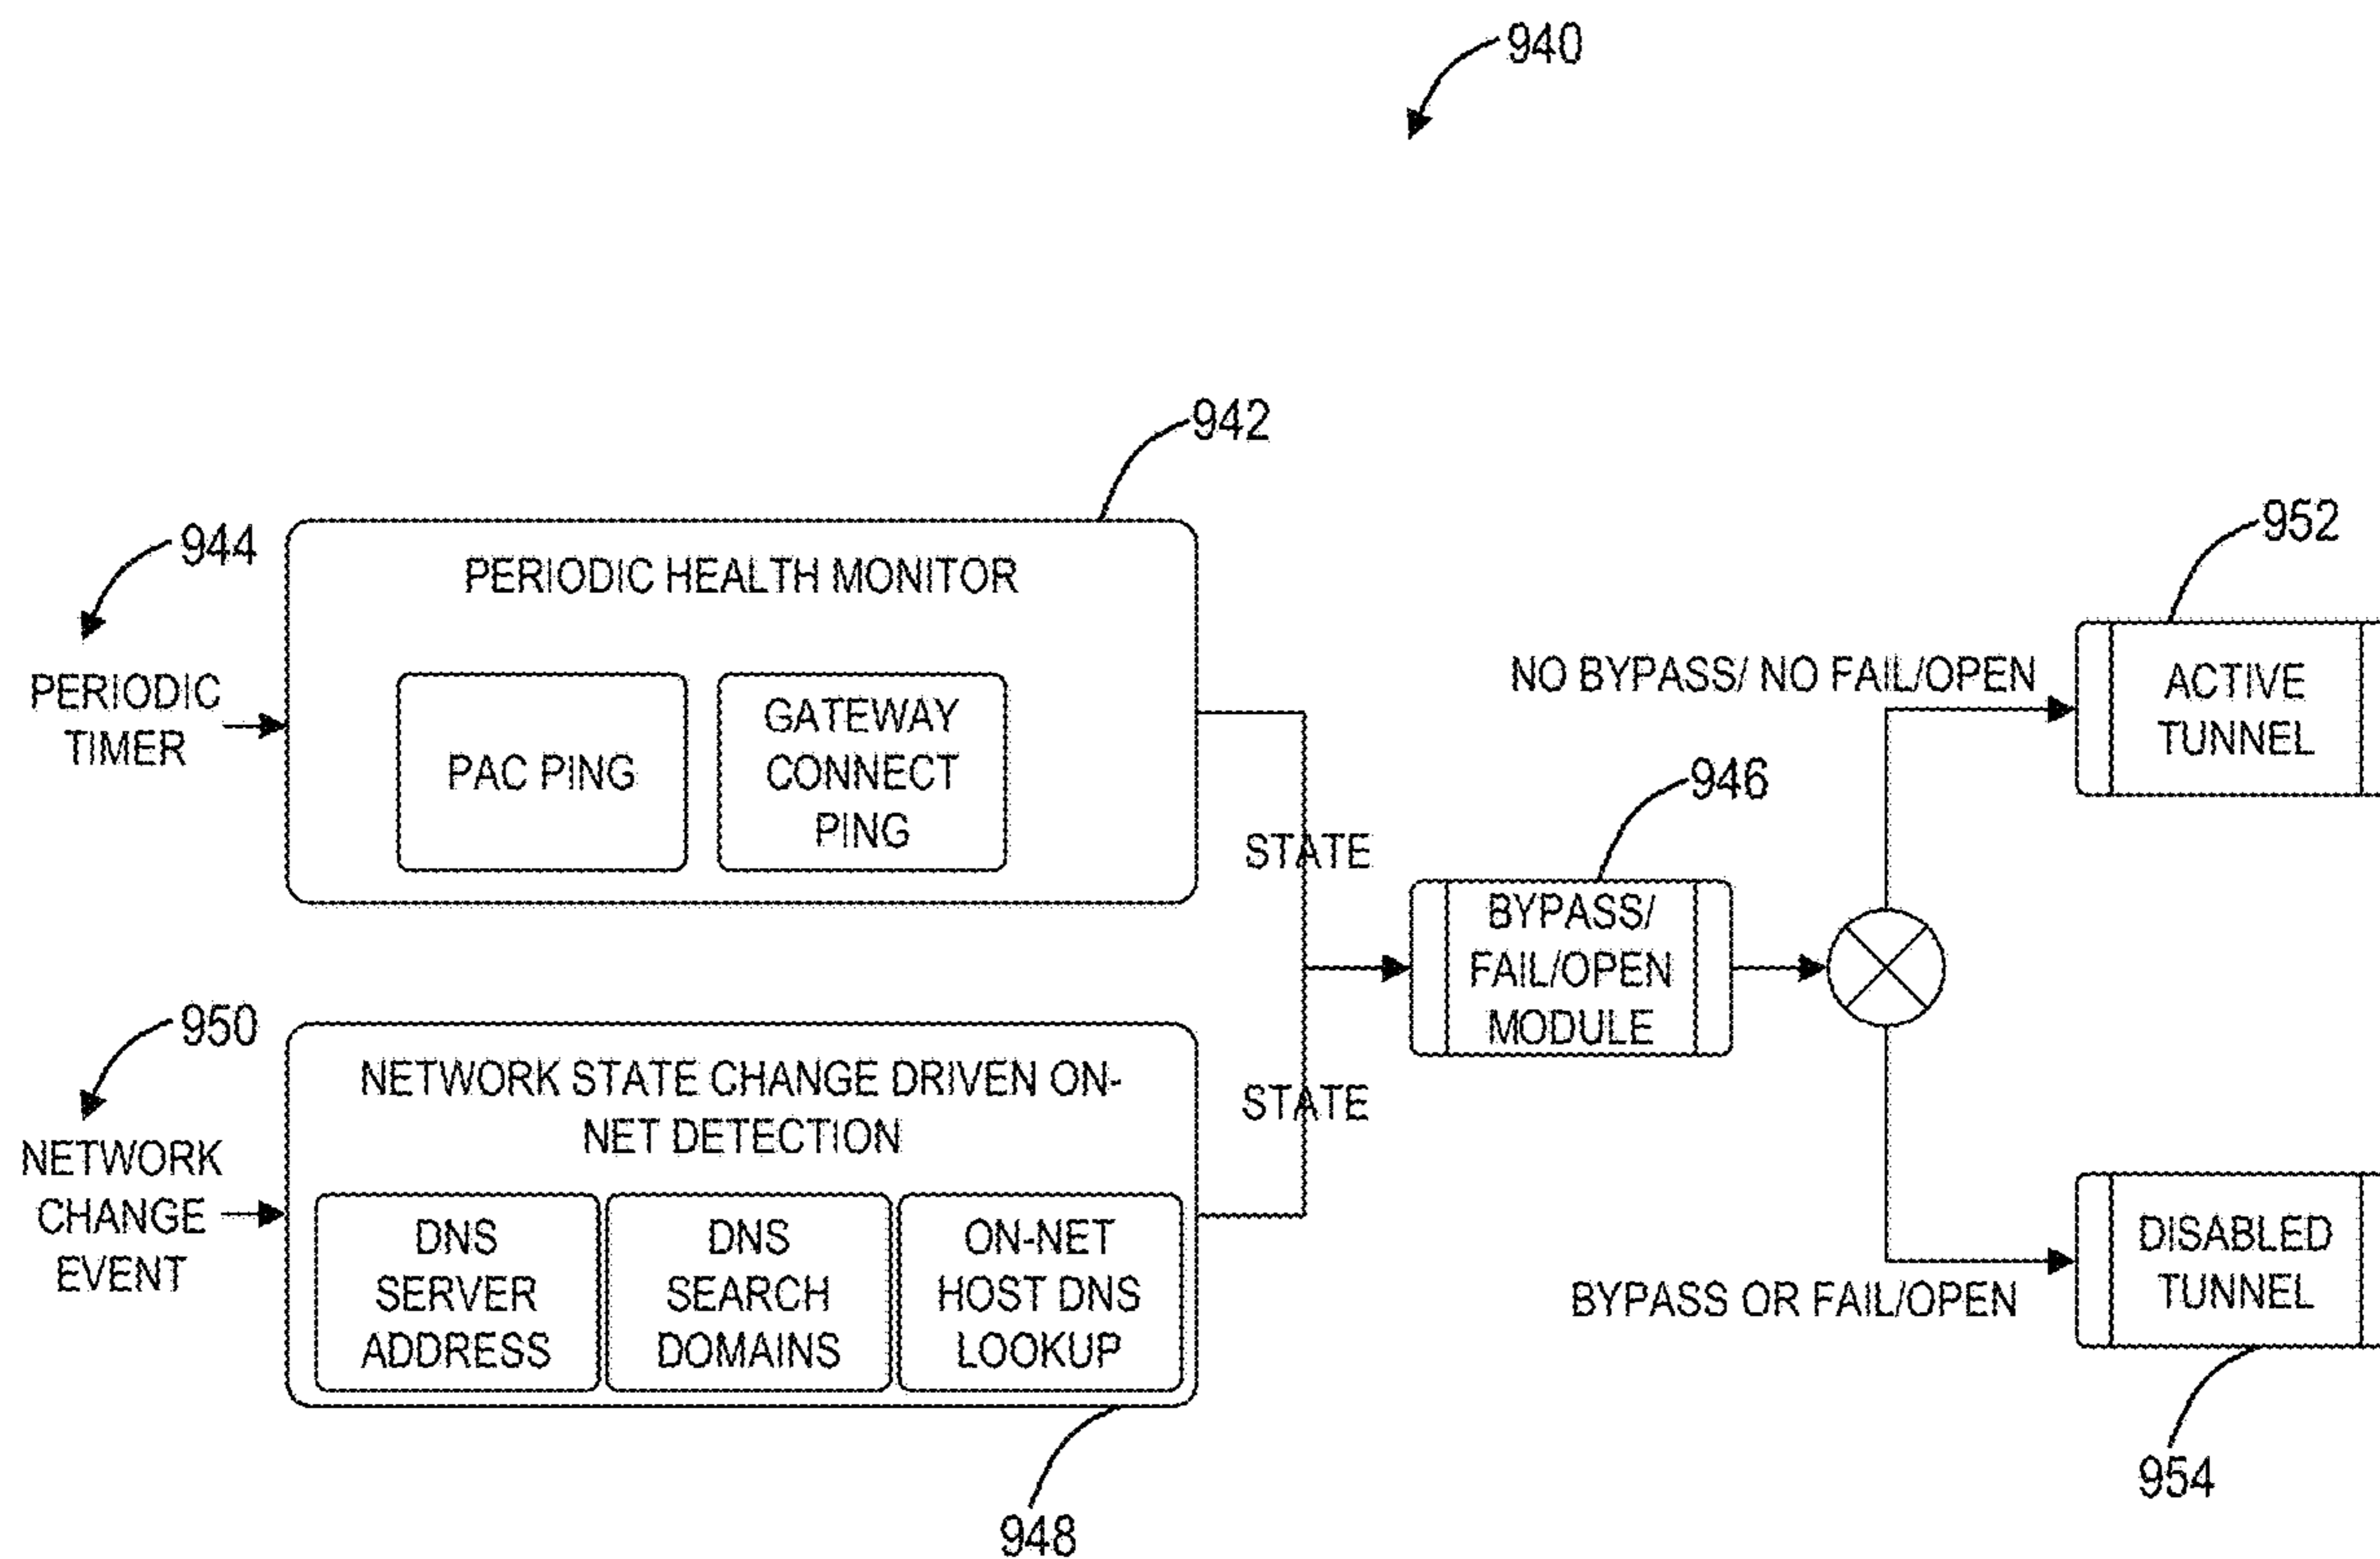 940
942
944
PERIODIC HEALTH MONITOR
PERIODIC
TIMER
PAC PING
GATEWAY
CONNECT
PING
STATE
950
NETWORK STATE CHANGE DRIVEN ON-
NET DETECTION
NETWORK
CHANGE
EVENT
DNS
SERVER
ADDRESS
DNS
SEARCH
DOMAINS
ON-NET
HOST DNS
LOOKUP
STATE
948
946
BYPASS/
FAIL/OPEN
MODULE
NO BYPASS/ NO FAIL/OPEN
952
ACTIVE
TUNNEL
BYPASS OR FAIL/OPEN
DISABLED
TUNNEL
954